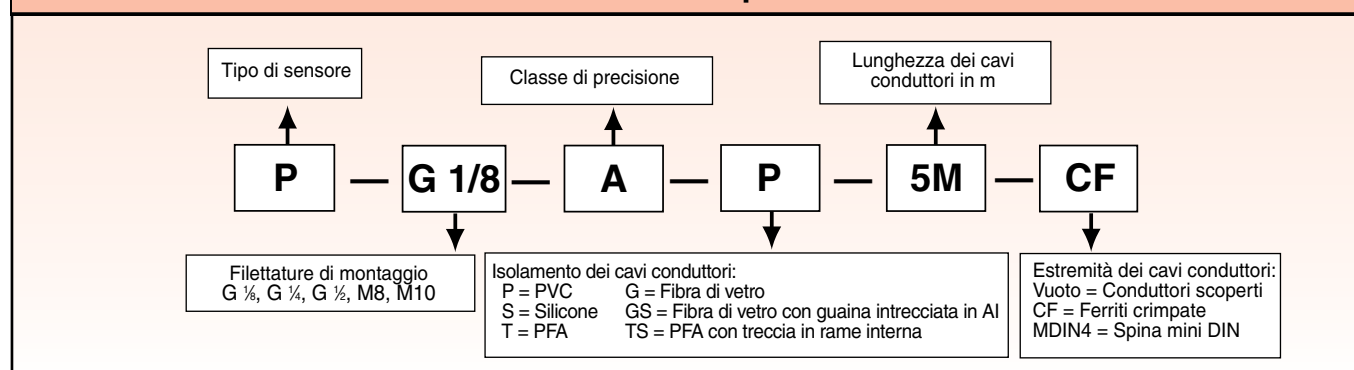 Tipo di sensore
Classe di precisione
Lunghezza dei cavi
conduttori in m
P — G 1/8 — A — P — 5M — CF
Filettature di montaggio
G ⅛, G ¼, G ½, M8, M10
Isolamento dei cavi conduttori:
P = PVC G = Fibra di vetro
S = Silicone GS = Fibra di vetro con guaina intrecciata in Al
T = PFA TS = PFA con treccia in rame interna
Estremità dei cavi conduttori:
Vuoto = Conduttori scoperti
CF = Ferriti crimpate
MDIN4 = Spina mini DIN